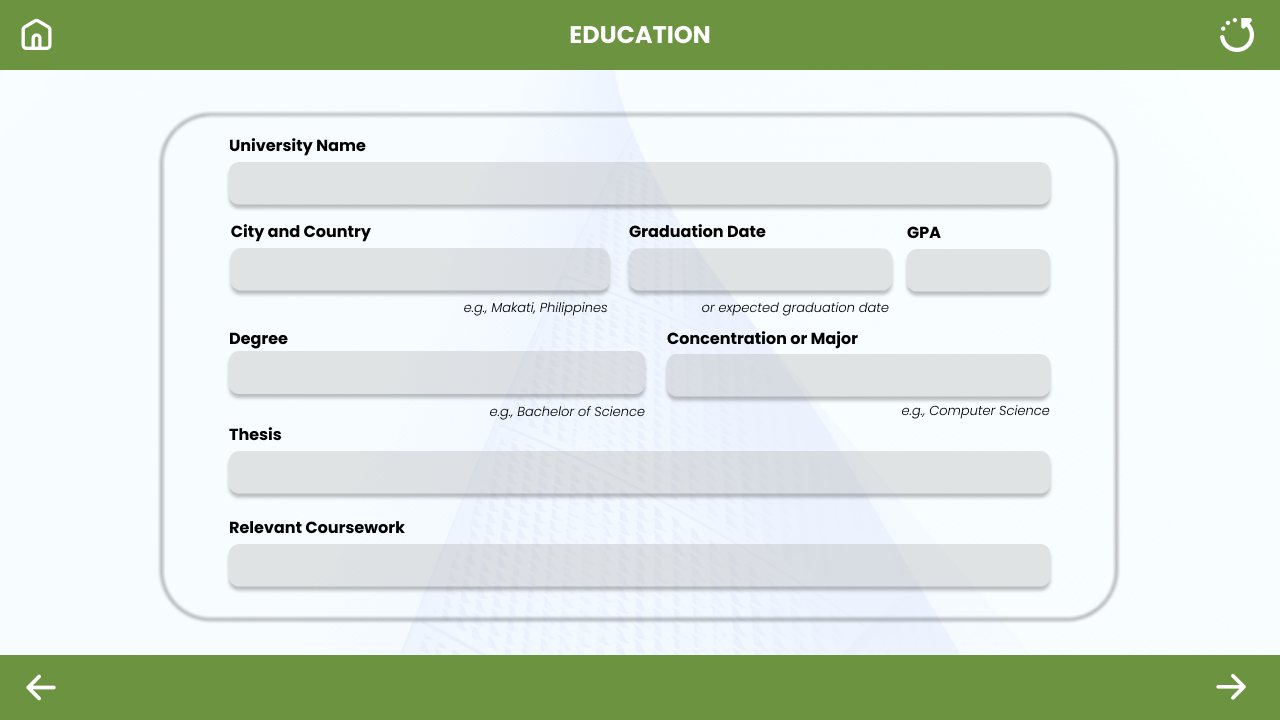 EDUCATION
University Name
City and Country
Graduation Date
GPA
e.g., Makati, Philippines
or expected graduation date
Degree
Concentration or Major
e.g., Bachelor of Science
e.g., Computer Science
Thesis
Relevant Coursework